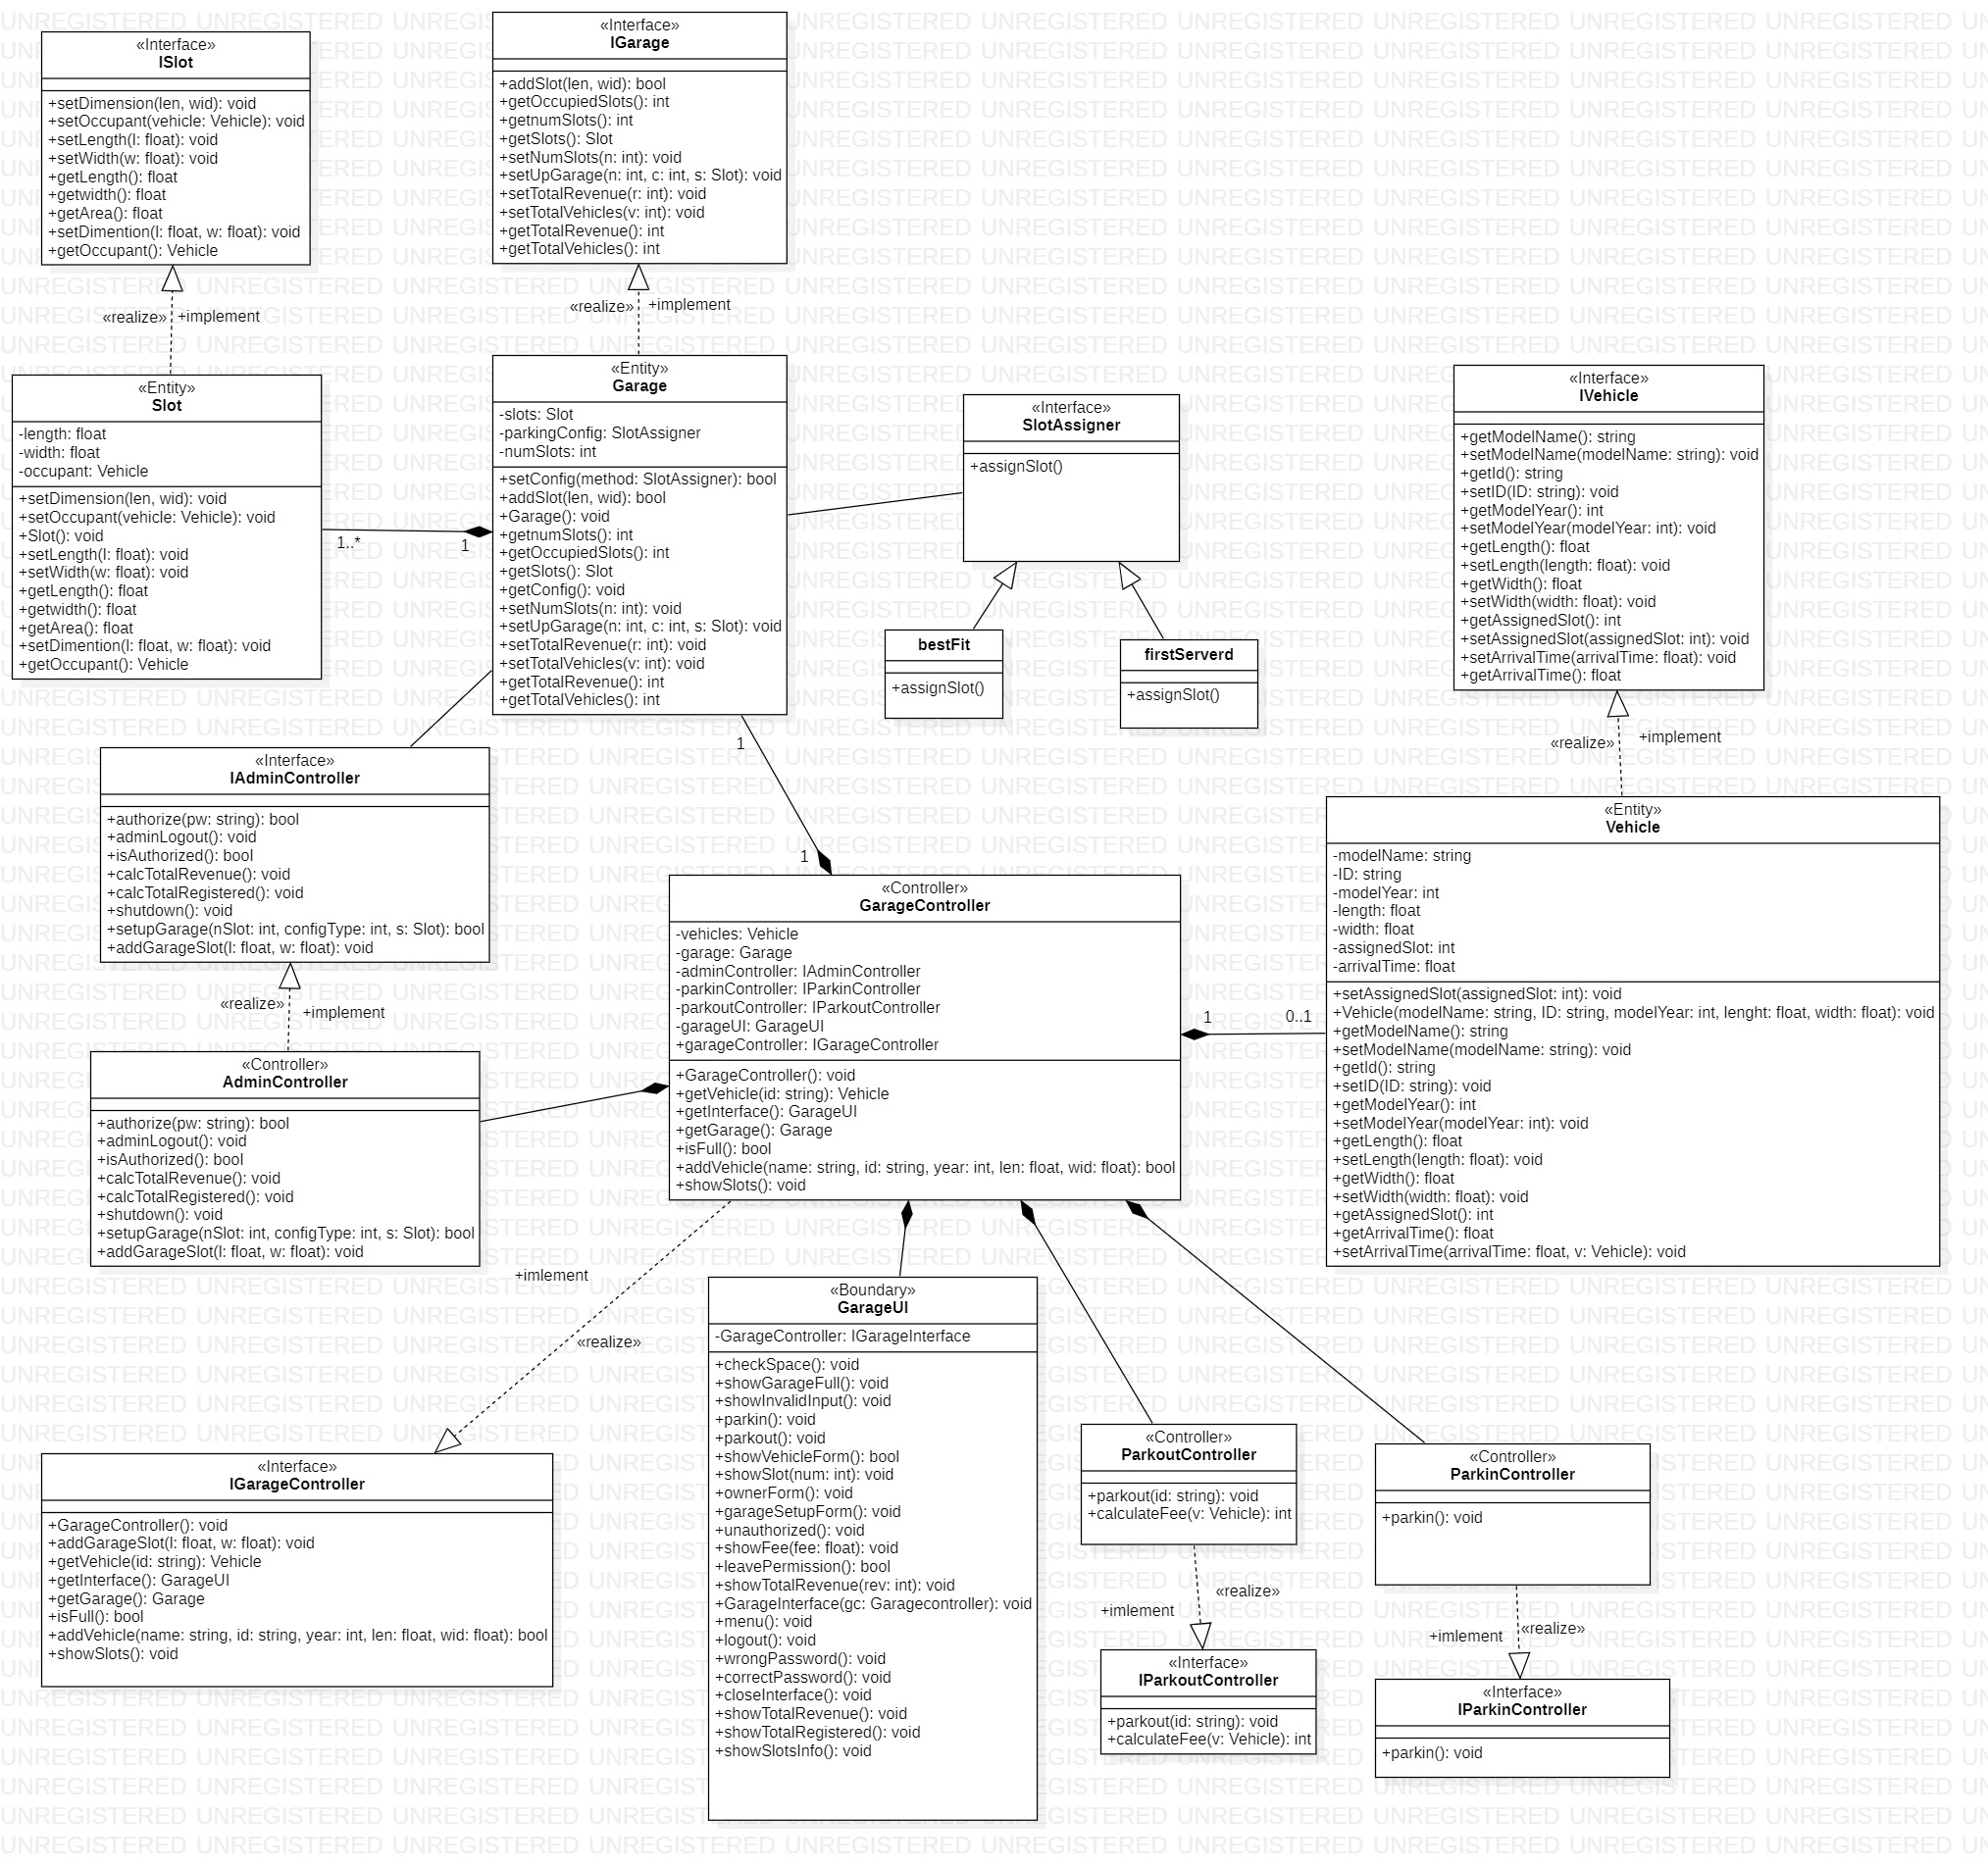 «Interface»
ISlot
+setDimension(len, wid): void
+setOccupant(vehicle: Vehicle): void
+setLength(l: float): void
+setWidth(w: float): void
+getLength(): float
+getwidth(): float
+getArea(): float
+setDimention(l: float, w: float): void
+getOccupant(): Vehicle
«Interface»
IGarage
+addSlot(len, wid): bool
+getOccupiedSlots(): int
+getnumSlots(): int
+getSlots(): Slot
+setNumSlots(n: int): void
+setUpGarage(n: int, c: int, s: Slot): void
+setTotalRevenue(r: int): void
+setTotalVehicles(v: int): void
+getTotalRevenue(): int
+getTotalVehicles(): int
«realize»
+implement
«realize»
+implement
«Entity»
Slot
-length: float
-width: float
-occupant: Vehicle
+setDimension(len, wid): void
+setOccupant(vehicle: Vehicle): void
+Slot(): void
+setLength(l: float): void
+setWidth(w: float): void
+getLength(): float
+getwidth(): float
+getArea(): float
+setDimention(l: float, w: float): void
+getOccupant(): Vehicle
1..*
1
«Entity»
Garage
-slots: Slot
-parkingConfig: SlotAssigner
-numSlots: int
+setConfig(method: SlotAssigner): bool
+addSlot(len, wid): bool
+Garage(): void
+getnumSlots(): int
+getOccupiedSlots(): int
+getSlots(): Slot
+getConfig(): void
+setNumSlots(n: int): void
+setUpGarage(n: int, c: int, s: Slot): void
+setTotalRevenue(r: int): void
+setTotalVehicles(v: int): void
+getTotalRevenue(): int
+getTotalVehicles(): int
«Interface»
SlotAssigner
+assignSlot()
bestFit
+assignSlot()
firstServerd
+assignSlot()
«Interface»
IVehicle
+getModelName(): string
+setModelName(modelName: string): void
+getId(): string
+setID(ID: string): void
+getModelYear(): int
+setModelYear(modelYear: int): void
+getLength(): float
+setLength(length: float): void
+getWidth(): float
+setWidth(width: float): void
+getAssignedSlot(): int
+setAssignedSlot(assignedSlot: int): void
+setArrivalTime(arrivalTime: float): void
+getArrivalTime(): float
«realize»
+implement
«Interface»
IAdminController
+authorize(pw: string): bool
+adminLogout(): void
+isAuthorized(): bool
+calcTotalRevenue(): void
+calcTotalRegistered(): void
+shutdown(): void
+setupGarage(nSlot: int, configType: int, s: Slot): bool
+addGarageSlot(l: float, w: float): void
«realize»
+implement
«Controller»
AdminController
+authorize(pw: string): bool
+adminLogout(): void
+isAuthorized(): bool
+calcTotalRevenue(): void
+calcTotalRegistered(): void
+shutdown(): void
+setupGarage(nSlot: int, configType: int, s: Slot): bool
+addGarageSlot(l: float, w: float): void
1
1
«Controller»
GarageController
-vehicles: Vehicle
-garage: Garage
-adminController: IAdminController
-parkinController: IParkinController
-parkoutController: IParkoutController
-garageUI: GarageUI
+garageController: IGarageController
+GarageController(): void
+getVehicle(id: string): Vehicle
+getInterface(): GarageUI
+getGarage(): Garage
+isFull(): bool
+addVehicle(name: string, id: string, year: int, len: float, wid: float): bool
+showSlots(): void
1
0..1
«Entity»
Vehicle
-modelName: string
-ID: string
-modelYear: int
-length: float
-width: float
-assignedSlot: int
-arrivalTime: float
+setAssignedSlot(assignedSlot: int): void
+Vehicle(modelName: string, ID: string, modelYear: int, lenght: float, width: float): void
+getModelName(): string
+setModelName(modelName: string): void
+getId(): string
+setID(ID: string): void
+getModelYear(): int
+setModelYear(modelYear: int): void
+getLength(): float
+setLength(length: float): void
+getWidth(): float
+setWidth(width: float): void
+getAssignedSlot(): int
+getArrivalTime(): float
+setArrivalTime(arrivalTime: float, v: Vehicle): void
+imlement
«realize»
«Interface»
IGarageController
+GarageController(): void
+addGarageSlot(l: float, w: float): void
+getVehicle(id: string): Vehicle
+getInterface(): GarageUI
+getGarage(): Garage
+isFull(): bool
+addVehicle(name: string, id: string, year: int, len: float, wid: float): bool
+showSlots(): void
«Boundary»
GarageUI
-GarageController: IGarageInterface
+checkSpace(): void
+showGarageFull(): void
+showInvalidInput(): void
+parkin(): void
+parkout(): void
+showVehicleForm(): bool
+showSlot(num: int): void
+ownerForm(): void
+garageSetupForm(): void
+unauthorized(): void
+showFee(fee: float): void
+leavePermission(): bool
+showTotalRevenue(rev: int): void
+GarageInterface(gc: Garagecontroller): void
+menu(): void
+logout(): void
+wrongPassword(): void
+correctPassword(): void
+closeInterface(): void
+showTotalRevenue(): void
+showTotalRegistered(): void
+showSlotsInfo(): void
«Controller»
ParkoutController
+parkout(id: string): void
+calculateFee(v: Vehicle): int
«realize»
+imlement
«Interface»
IParkoutController
+parkout(id: string): void
+calculateFee(v: Vehicle): int
«Controller»
ParkinController
+parkin(): void
«realize»
+imlement
«Interface»
IParkinController
+parkin(): void